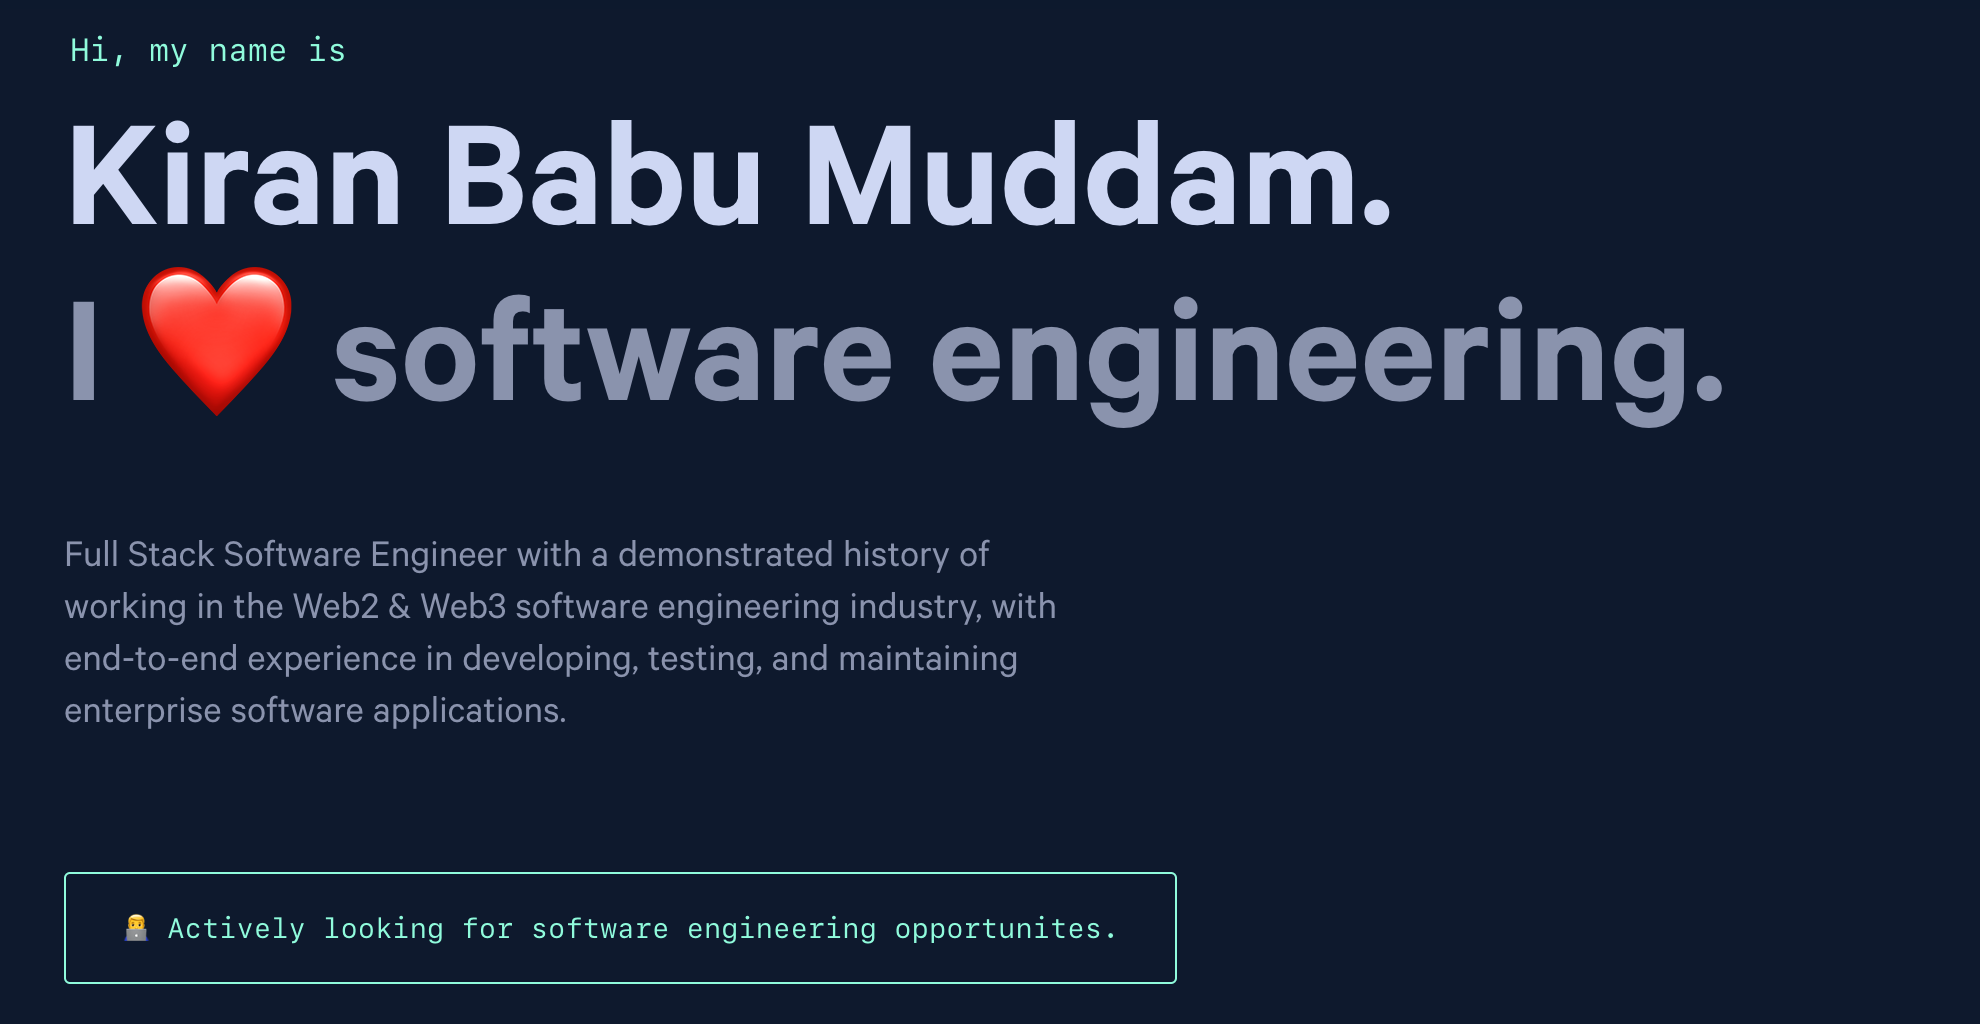 Hi, my name is
Kiran Babu Muddam.
I ❤️ software engineering.
Full Stack Software Engineer with a demonstrated history of
working in the Web2 & Web3 software engineering industry, with
end-to-end experience in developing, testing, and maintaining
enterprise software applications.
👨‍💻 Actively looking for software engineering opportunites.